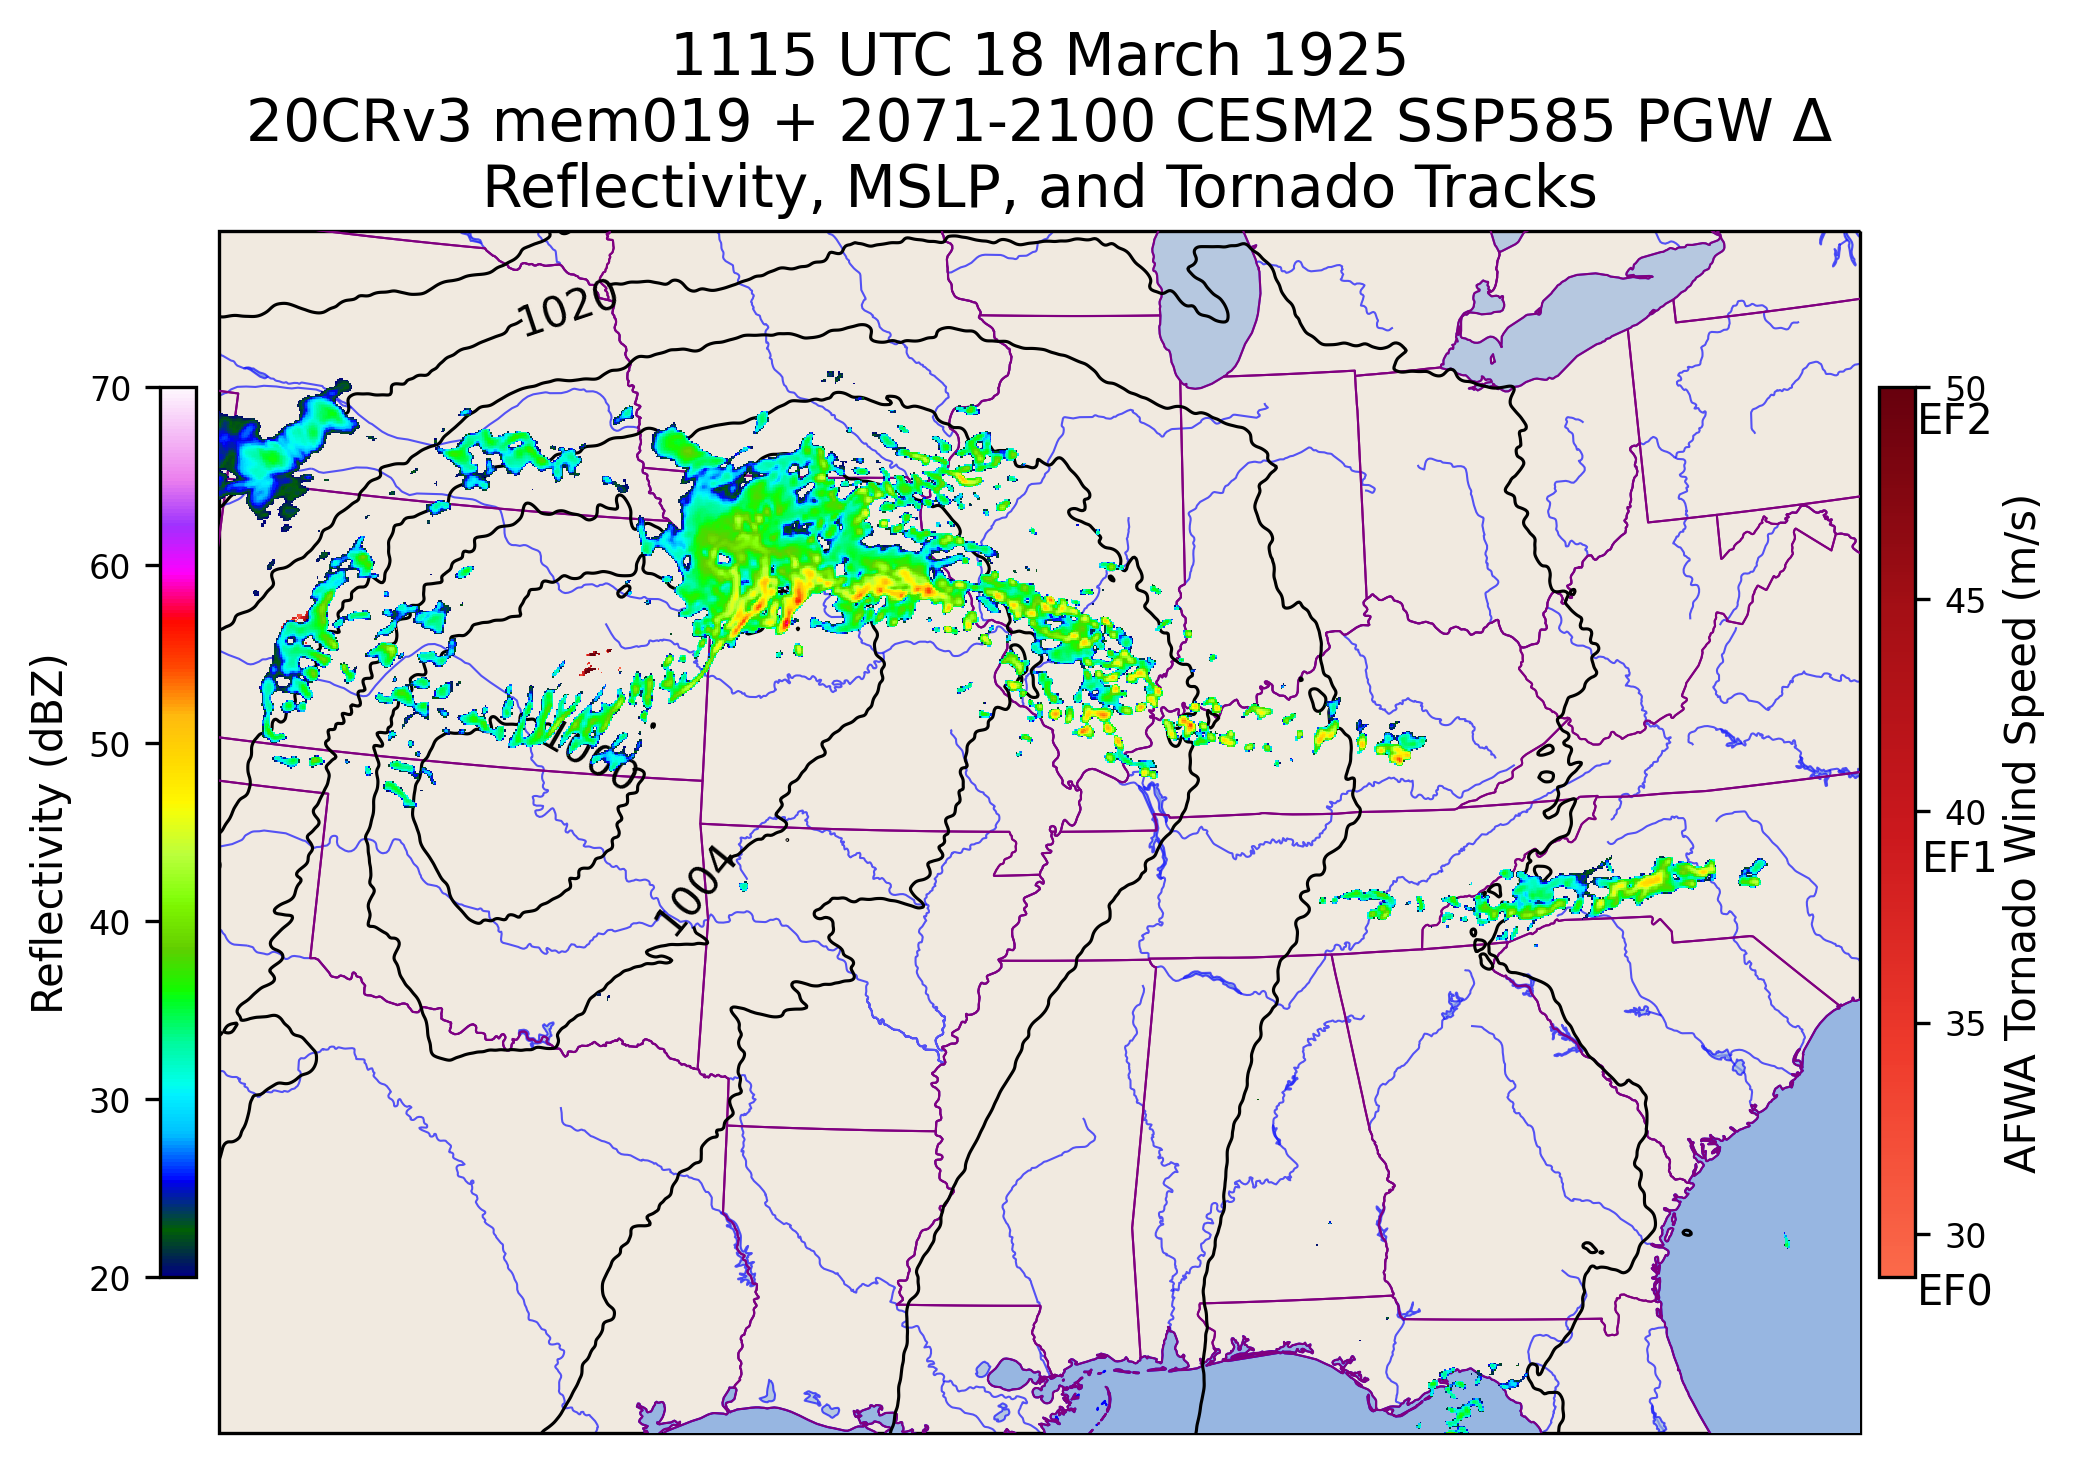 1115 UTC 18 March 1925
20CRv3 mem019 + 2071-2100 CESM2 SSP585 PGW Δ
Reflectivity, MSLP, and Tornado Tracks
1020
1000
1004
70
60
50
40
30
20
Reflectivity (dBZ)
50
EF2
45
40
EF1
35
30
EF0
AFWA Tornado Wind Speed (m/s)